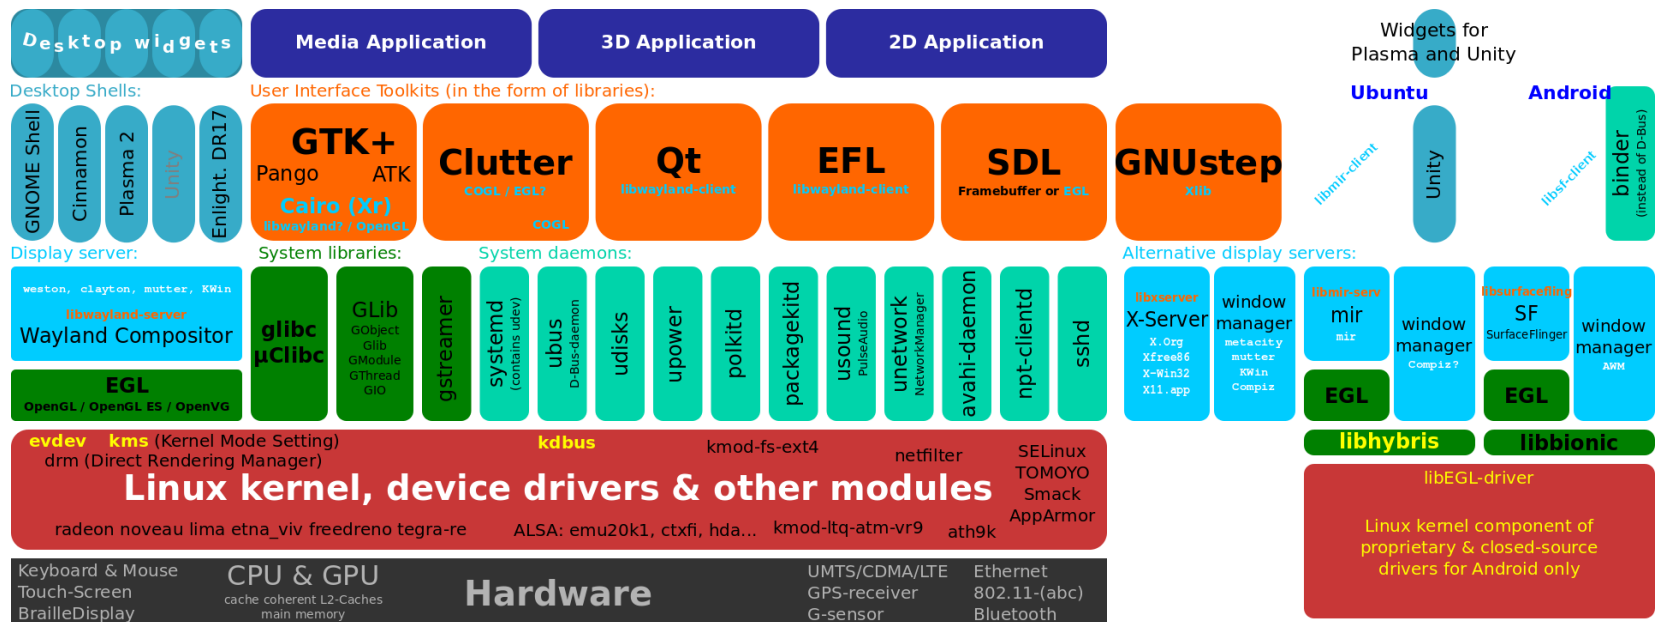 Desktop widgets
Media Application
3D Application
2D Application
Widgets for
Plasma and Unity
Desktop Shells:
User Interface Toolkits (in the form of libraries):
Ubuntu
Android
GNOME Shell
Cinnamon
Plasma 2
Unity
Enlight. DR17
GTK+
Pango
ATK
Cairo (Xr)
libwayland? / OpenGL
Clutter
COGL / EGL?
COGL
Qt
libwayland-client
EFL
libwayland-client
SDL
Framebuffer or EGL
GNUstep
Xlib
libmir-client
Unity
libsf-client
binder
(instead of D-Bus)
Display server:
System libraries:
System daemons:
Alternative display servers:
weston, clayton, mutter, KWin
libwayland-server
Wayland Compositor
EGL
OpenGL / OpenGL ES / OpenVG
glibc
µClibc
GLib
GObject
Glib
GModule
GThread
GIO
gstreamer
systemd
(contains udev)
ubus
D-Bus-daemon
udisks
upower
polkitd
packagekitd
usound
PulseAudio
unetwork
NetworkManager
avahi-daemon
npt-clientd
sshd
libxserver
X-Server
X.Org
Xfree86
X-Win32
X11.app
window
manager
metacity
mutter
KWin
Compiz
libmir-serv
mir
mir
EGL
window
manager
Compiz?
libsurfacefling
SF
SurfaceFlinger
EGL
window
manager
AWM
libhybris
libbionic
evdev kms (Kernel Mode Setting)
drm (Direct Rendering Manager)
kdbus
kmod-fs-ext4
netfilter
SELinux
TOMOYO
Smack
AppArmor
Linux kernel, device drivers & other modules
radeon noveau lima etna_viv freedreno tegra-re
ALSA: emu20k1, ctxfi, hda...
kmod-ltq-atm-vr9
ath9k
libEGL-driver
Linux kernel component of
proprietary & closed-source
drivers for Android only
Keyboard & Mouse
Touch-Screen
BrailleDisplay
CPU & GPU
cache coherent L2-Caches
main memory
Hardware
UMTS/CDMA/LTE
GPS-receiver
G-sensor
Ethernet
802.11-(abc)
Bluetooth